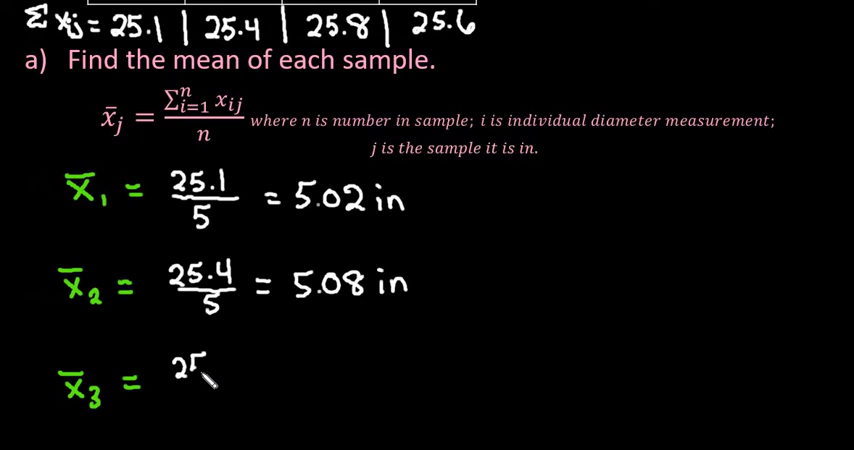 Σ xᵢⱼ = 25.1 | 25.4 | 25.8 | 25.6
a) Find the mean of each sample.
x̄ⱼ = ∑ⁿᵢ₌₁ xᵢⱼ / n where n is number in sample; i is individual diameter measurement;
j is the sample it is in.
x̄₁ = 25.1 / 5 = 5.02 in
x̄₂ = 25.4 / 5 = 5.08 in
x̄₃ = 25